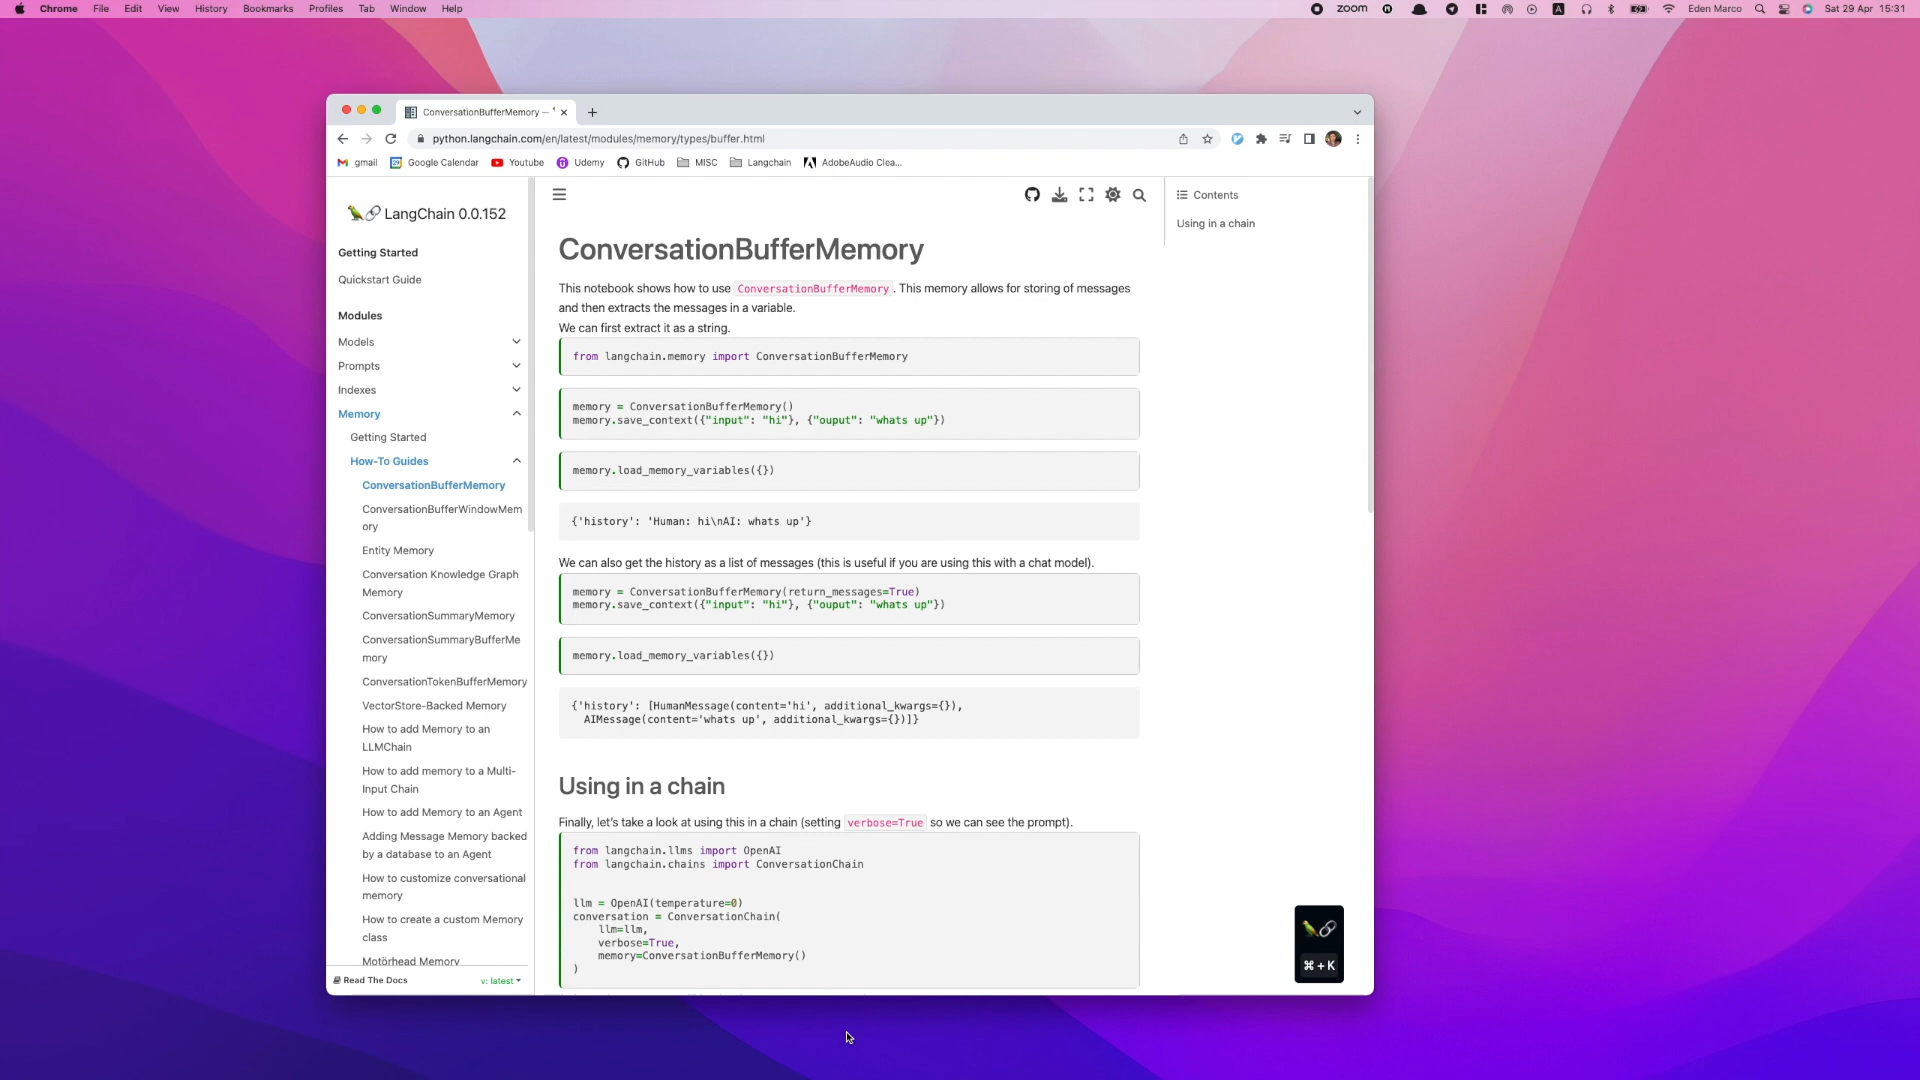 Chrome File Edit View History Bookmarks Profiles Tab Window Help
zoom
A
Eden Marco
Sat 29 Apr 15:31
ConversationBufferMemory —
python.langchain.com/en/latest/modules/memory/types/buffer.html
gmail Google Calendar Youtube Udemy GitHub MISC Langchain AdobeAudio Clea...
LangChain 0.0.152
Getting Started
Quickstart Guide
Modules
Models
Prompts
Indexes
Memory
Getting Started
How-To Guides
ConversationBufferMemory
ConversationBufferWindowMem
ory
Entity Memory
Conversation Knowledge Graph
Memory
ConversationSummaryMemory
ConversationSummaryBufferMe
mory
ConversationTokenBufferMemory
VectorStore-Backed Memory
How to add Memory to an
LLMChain
How to add memory to a Multi-
Input Chain
How to add Memory to an Agent
Adding Message Memory backed
by a database to an Agent
How to customize conversational
memory
How to create a custom Memory
class
Motörhead Memory
Read The Docs
v: latest
ConversationBufferMemory
This notebook shows how to use ConversationBufferMemory . This memory allows for storing of messages
and then extracts the messages in a variable.
We can first extract it as a string.
from langchain.memory import ConversationBufferMemory
memory = ConversationBufferMemory()
memory.save_context({"input": "hi"}, {"ouput": "whats up"})
memory.load_memory_variables({})
{'history': 'Human: hi\nAI: whats up'}
We can also get the history as a list of messages (this is useful if you are using this with a chat model).
memory = ConversationBufferMemory(return_messages=True)
memory.save_context({"input": "hi"}, {"ouput": "whats up"})
memory.load_memory_variables({})
{'history': [HumanMessage(content='hi', additional_kwargs={}),
AIMessage(content='whats up', additional_kwargs={})]}
Using in a chain
Finally, let's take a look at using this in a chain (setting verbose=True so we can see the prompt).
from langchain.llms import OpenAI
from langchain.chains import ConversationChain
llm = OpenAI(temperature=0)
conversation = ConversationChain(
llm=llm,
verbose=True,
memory=ConversationBufferMemory()
)
Contents
Using in a chain
⌘+K